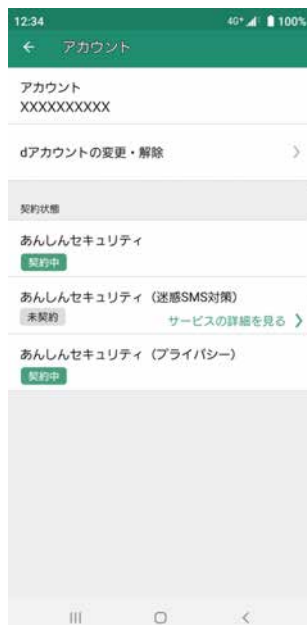 12:34
4G+ 100%
← アカウント
アカウント
XXXXXXXXXX
dアカウントの変更・解除
契約状態
あんしんセキュリティ
契約中
あんしんセキュリティ（迷惑SMS対策）
未契約
サービスの詳細を見る
あんしんセキュリティ（プライバシー）
契約中